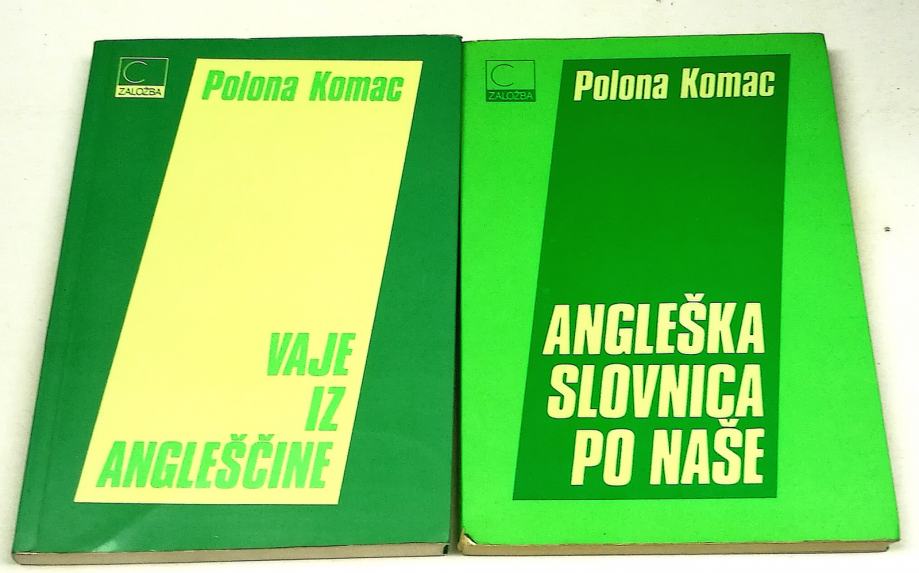 C
ZALOŽBA
Polona Komac
VAJE
IZ
ANGLEŠČINE
C
ZALOŽBA
Polona Komac
ANGLEŠKA
SLOVNICA
PO NAŠE